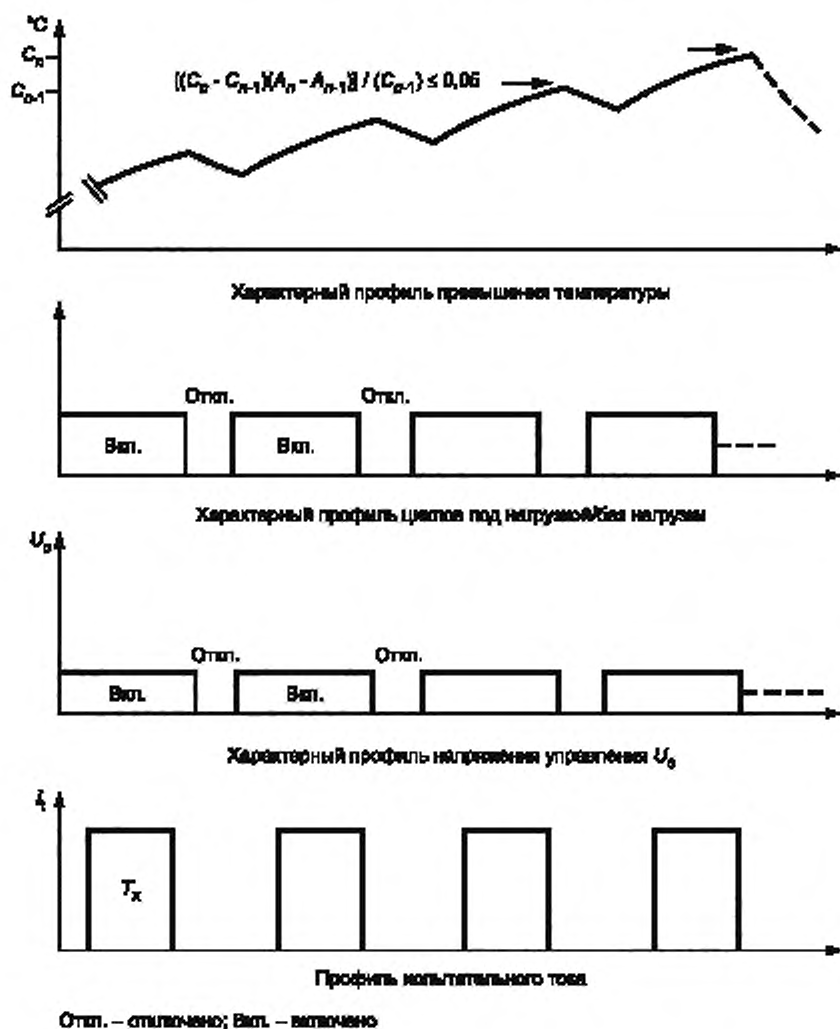 °C
Cₙ
Cₙ₋₁
[(Cₙ - Cₙ₋₁)(Aₙ - Aₙ₋₁)] / (Cₙ₋₁) ≤ 0,05
Характерный профиль превышения температуры
Откл. Откл.
Вкл. Вкл.
Характерный профиль циклов под нагрузкой/без нагрузки
U꜀
Откл. Откл.
Вкл. Вкл.
Характерный профиль напряжения управления U꜀
Tₓ
Профиль испытательного тока
Откл. – отключено; Вкл. – включено